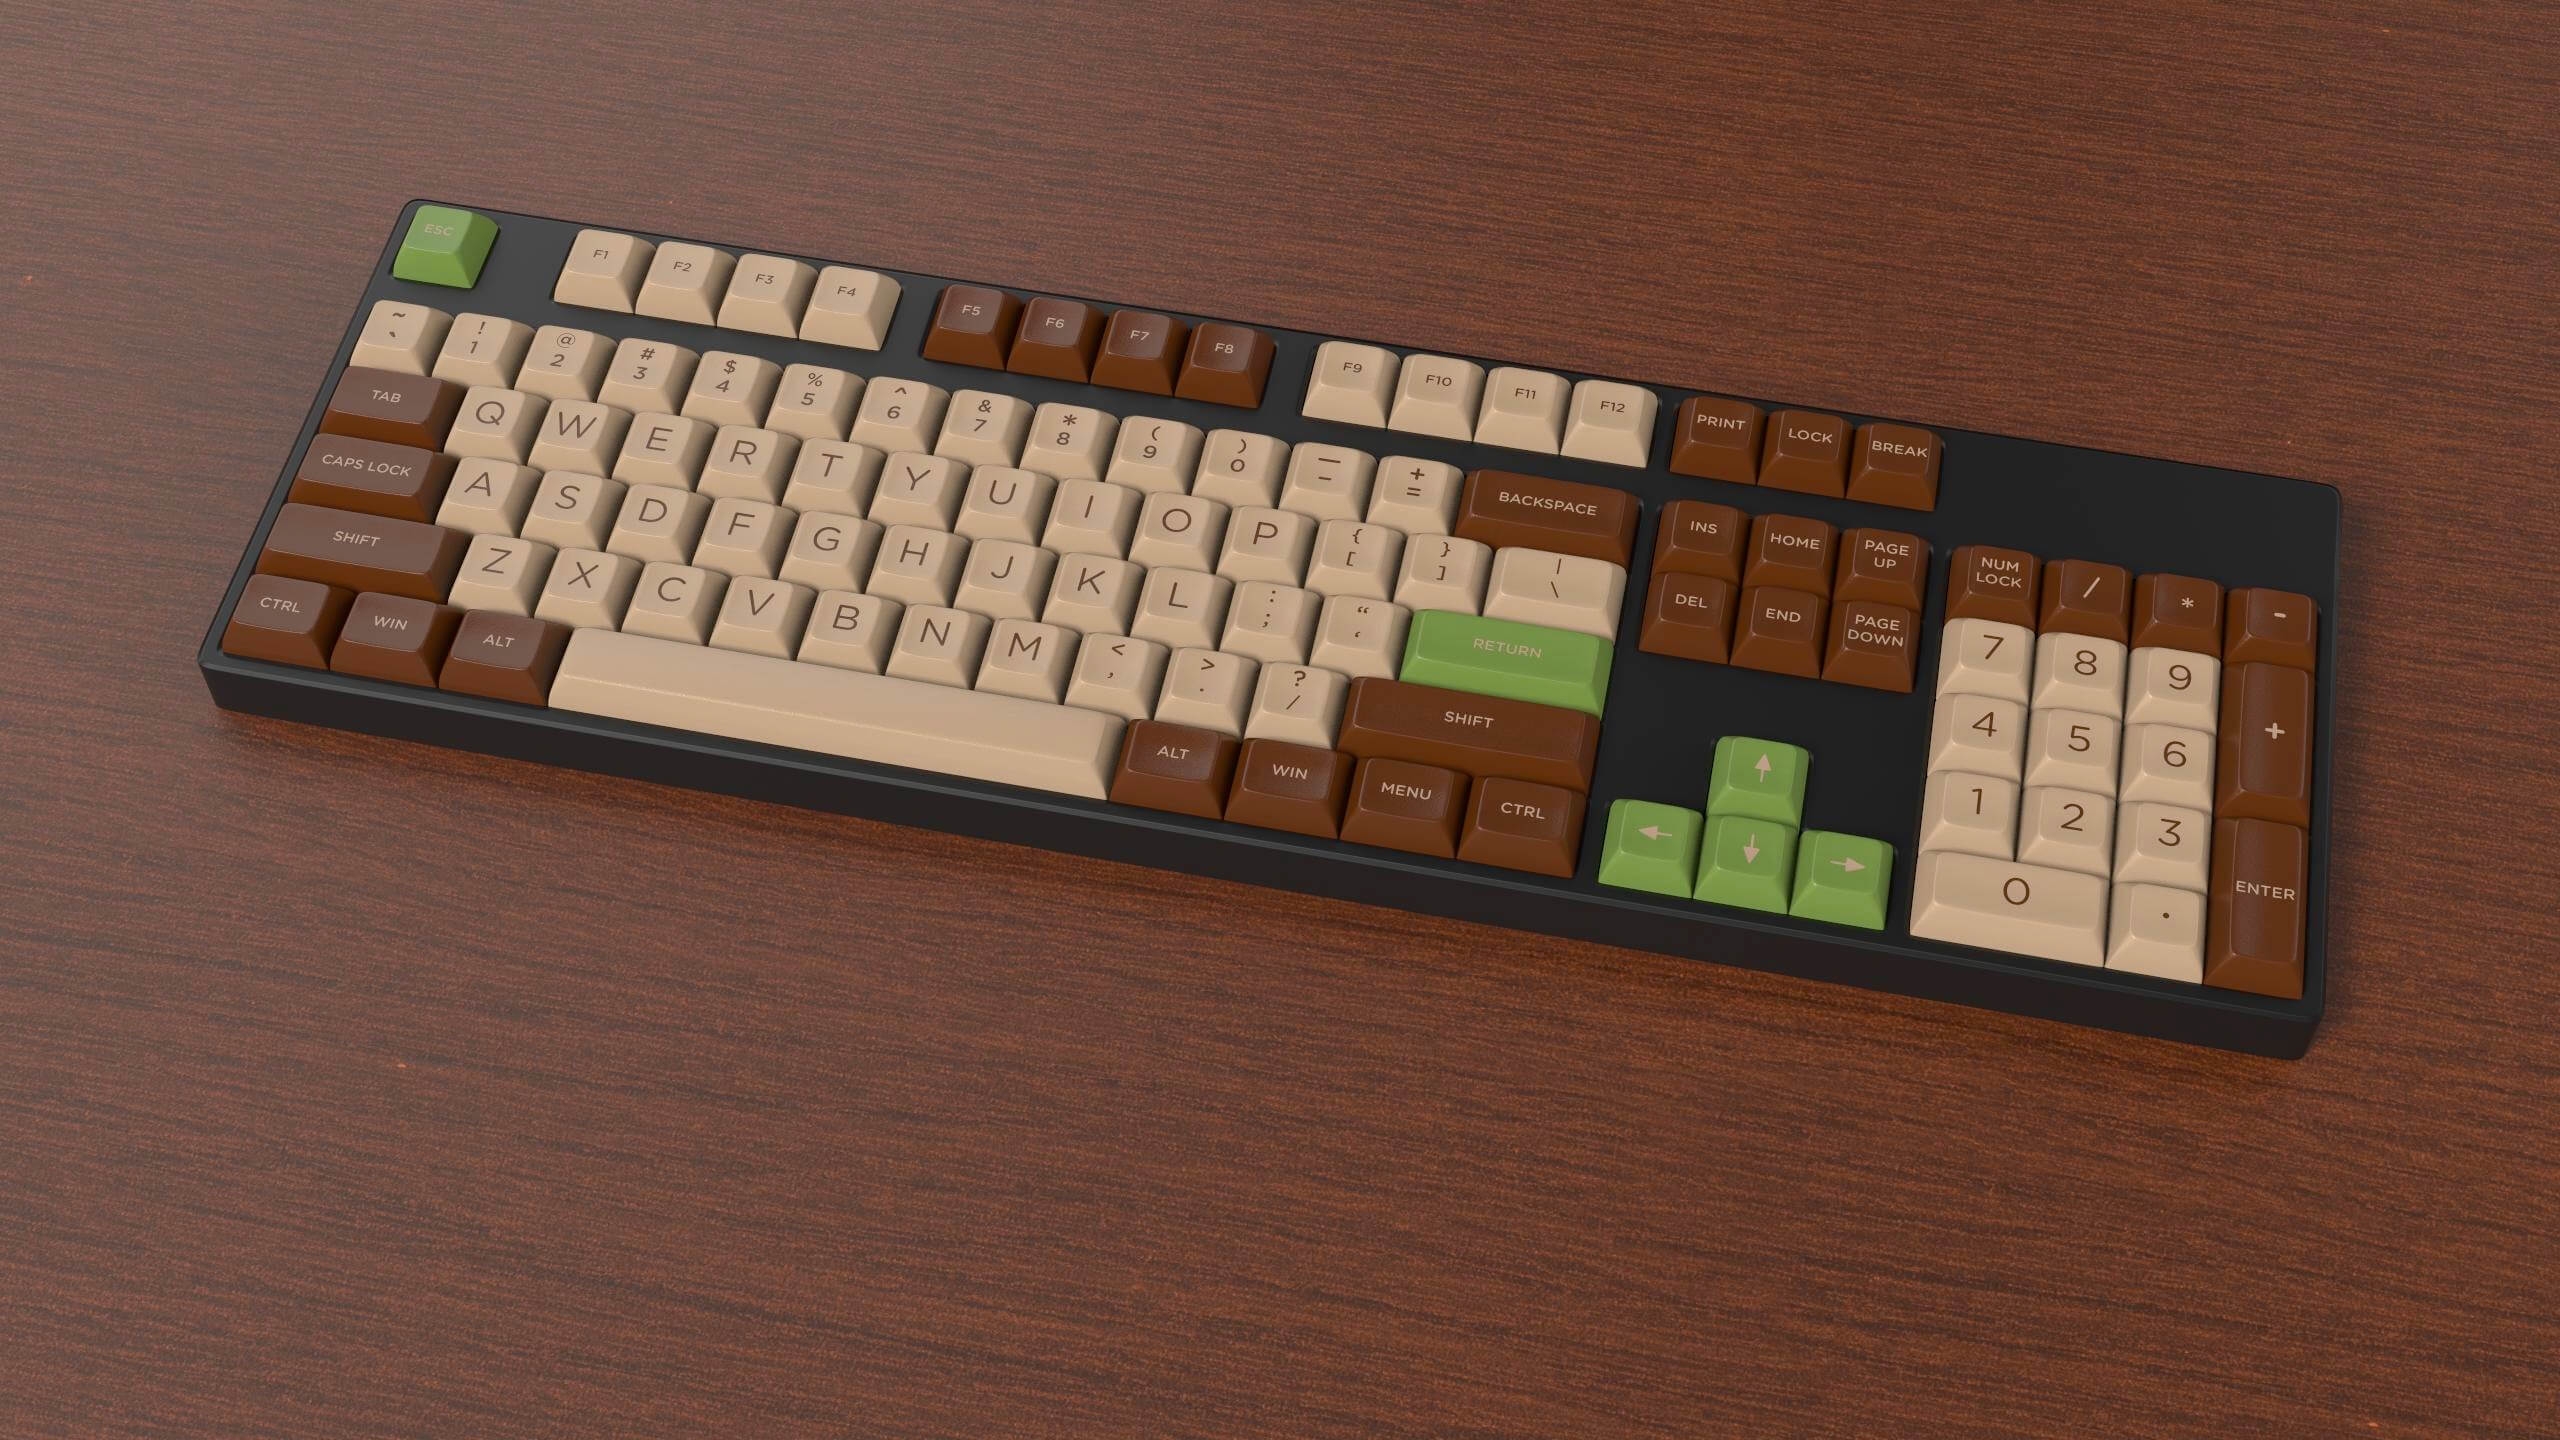 ESC F1 F2 F3 F4 F5 F6 F7 F8 F9 F10 F11 F12 PRINT LOCK BREAK
~ ! @ # $ % ^ & * ( ) — +
` 1 2 3 4 5 6 7 8 9 0 - = BACKSPACE INS HOME PAGE UP NUM LOCK / * -
TAB Q W E R T Y U I O P { [ } ] | \ DEL END PAGE DOWN 7 8 9 +
CAPS LOCK A S D F G H J K L : ; “ ‘ RETURN 4 5 6
SHIFT Z X C V B N M < , > . ? / SHIFT ↑ 1 2 3 ENTER
CTRL WIN ALT ALT WIN MENU CTRL ← ↓ → 0 .